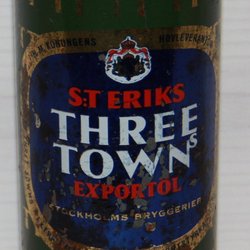 H.M. KONUNGENS HOVLEVERANTÖR
S:T ERIKS
THREE
TOWNS
EXPORTÖL
STOCKHOLMS BRYGGERIER